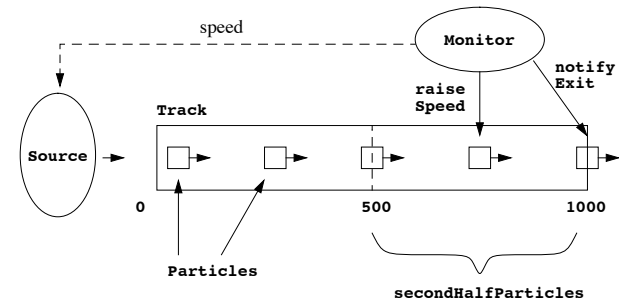 speed
Monitor
notify
Exit
raise
Speed
Track
Source
0
500
1000
Particles
secondHalfParticles